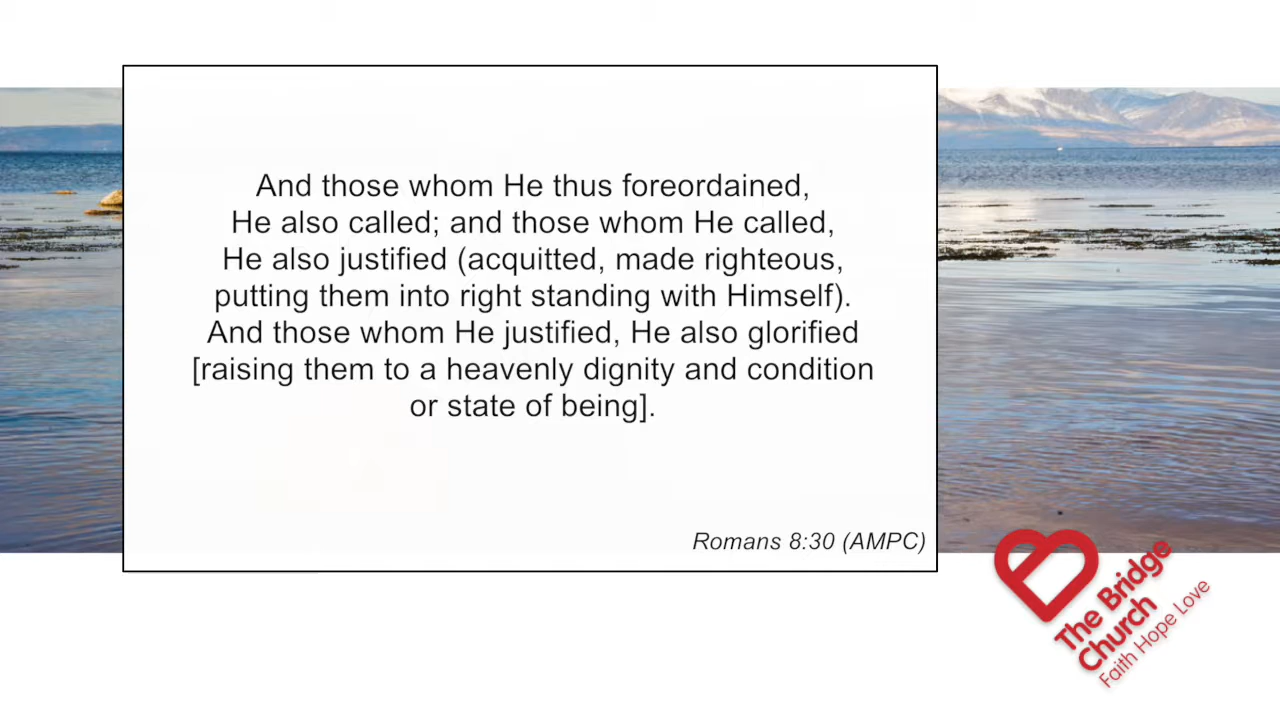 And those whom He thus foreordained,
He also called; and those whom He called,
He also justified (acquitted, made righteous,
putting them into right standing with Himself).
And those whom He justified, He also glorified
[raising them to a heavenly dignity and condition
or state of being].
Romans 8:30 (AMPC)
The Bridge
Church
Faith Hope Love